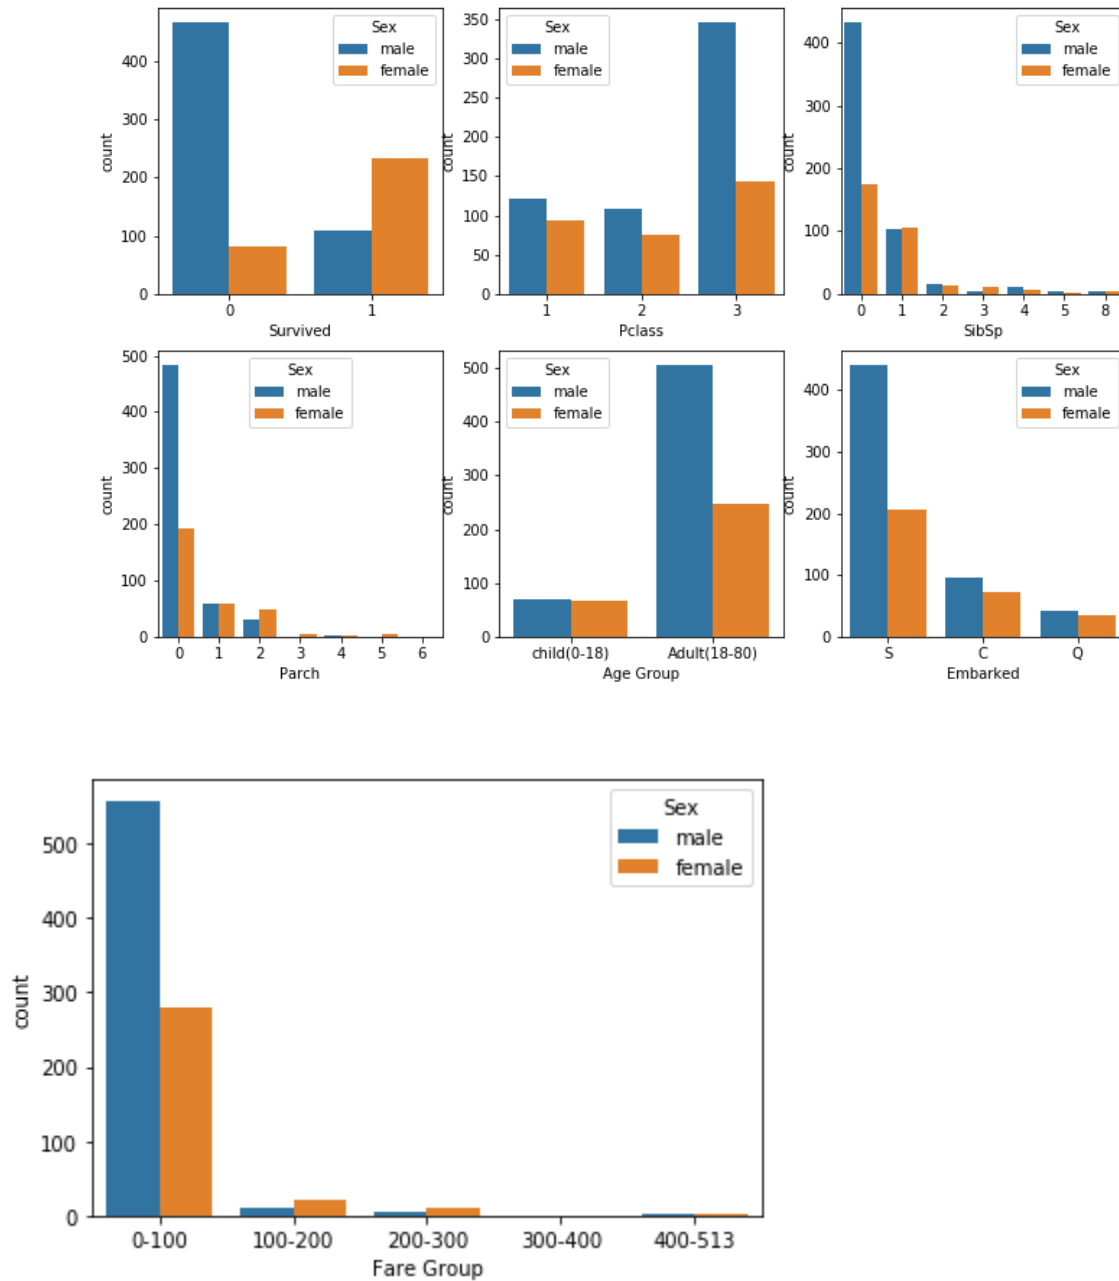 Sex
male
female
400
300
200
100
0
count
0 1
Survived
Sex
male
female
350
300
250
200
150
100
50
0
count
1 2 3
Pclass
Sex
male
female
400
300
200
100
0
count
0 1 2 3 4 5 8
SibSp
Sex
male
female
500
400
300
200
100
0
count
0 1 2 3 4 5 6
Parch
Sex
male
female
500
400
300
200
100
0
count
child(0-18) Adult(18-80)
Age Group
Sex
male
female
400
300
200
100
0
count
S C Q
Embarked
Sex
male
female
500
400
300
200
100
0
count
0-100 100-200 200-300 300-400 400-513
Fare Group